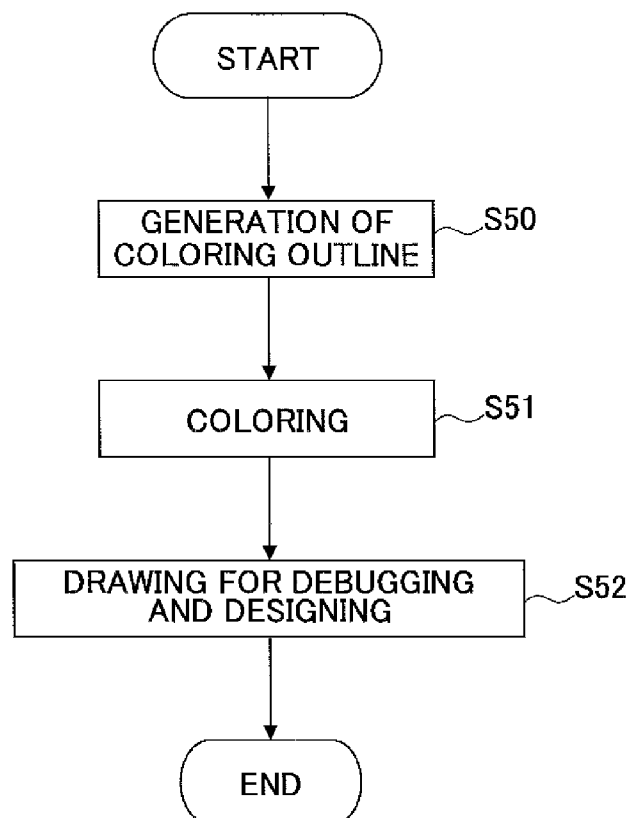 START
GENERATION OF
COLORING OUTLINE
S50
COLORING
S51
DRAWING FOR DEBUGGING
AND DESIGNING
S52
END